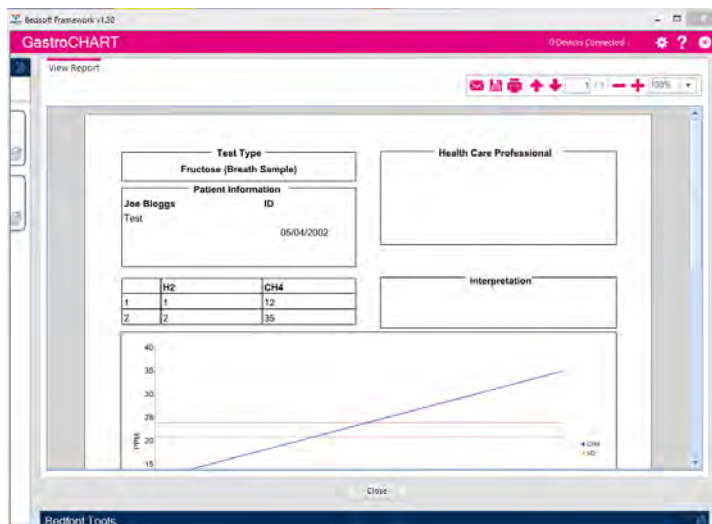 Bedsoft Framework v1.30
GastroCHART
0 Devices Connected
?
View Report
1 / 1
100%
Test Type
Fructose (Breath Sample)
Health Care Professional
Patient Information
Joe Bloggs ID
Test
05/04/2002
H2 CH4
1 1 12
2 2 35
Interpretation
40
35
30
25
20
15
PPM
CH4
H2
Close
Bedfont Tools